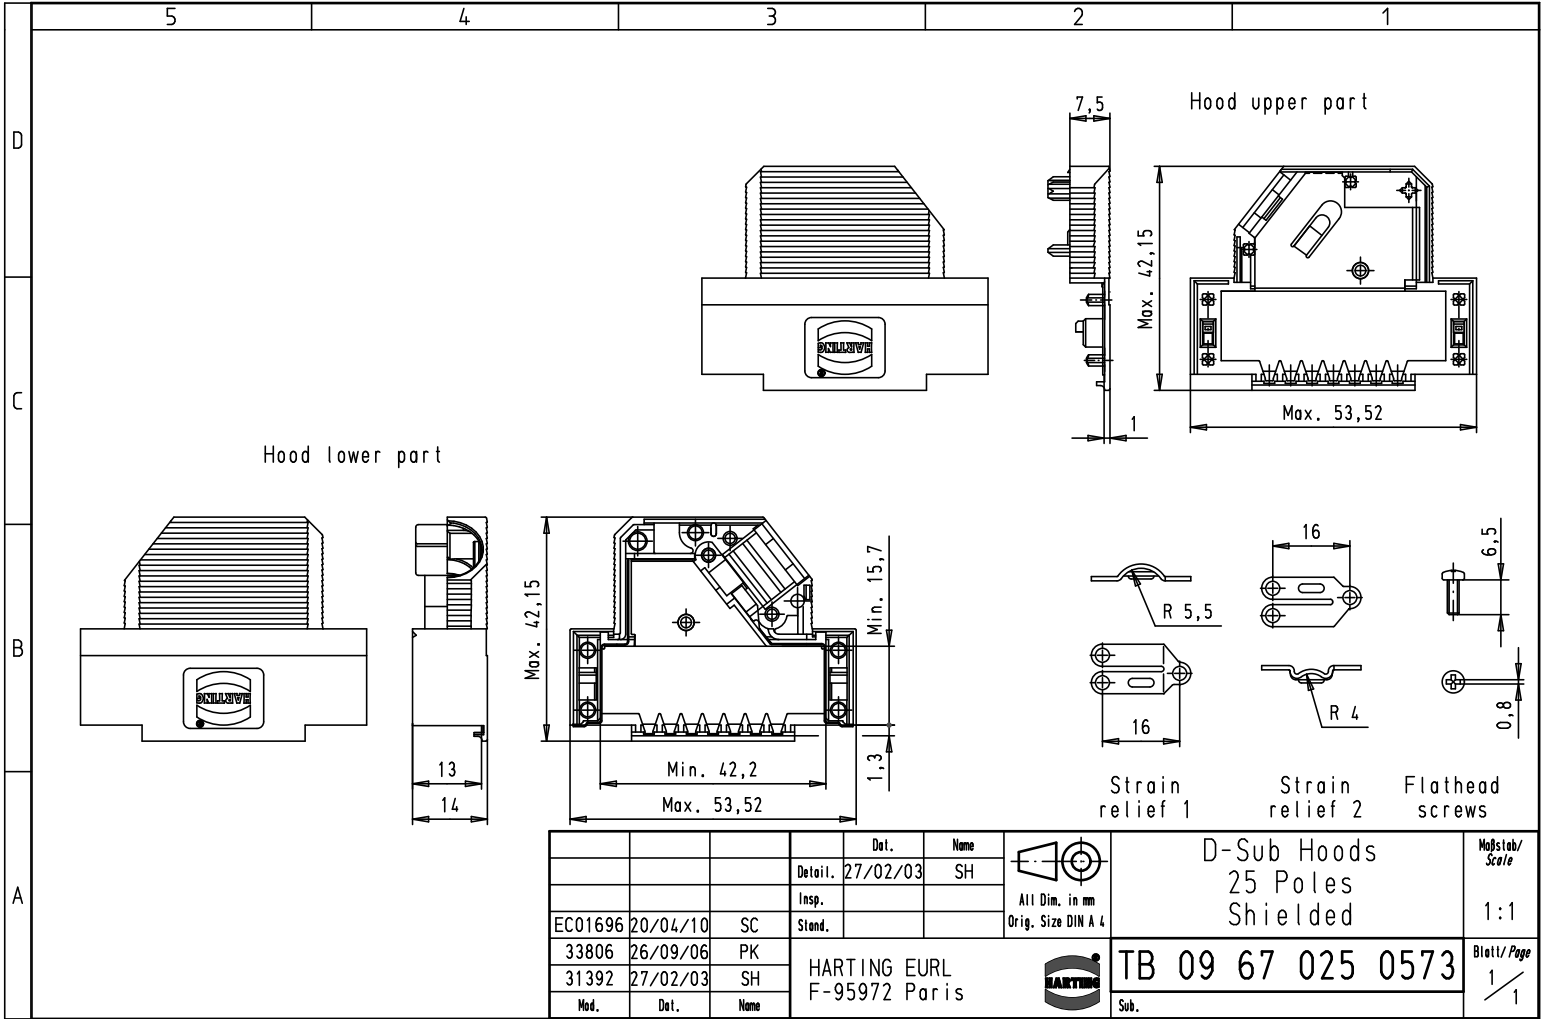 5 4 3 2 1
D
C
B
A
Hood upper part
7,5
Max. 42,15
HARTING
Max. 53,52
1
Hood lower part
HARTING
13
14
Max. 42,15
Min. 15,7
1,3
Min. 42,2
Max. 53,52
R 5,5
16
16
R 4
6,5
0,8
Strain
relief 1
Strain
relief 2
Flathead
screws
Dat. Name
Detail. 27/02/03 SH
Insp.
Stand.
EC01696 20/04/10 SC
33806 26/09/06 PK
31392 27/02/03 SH
Mod. Dat. Name
All Dim. in mm
Orig. Size DIN A 4
HARTING EURL
F-95972 Paris
HARTING
D-Sub Hoods
25 Poles
Shielded
Maßstab/
Scale
1:1
TB 09 67 025 0573
Sub.
Blatt/Page
1/1